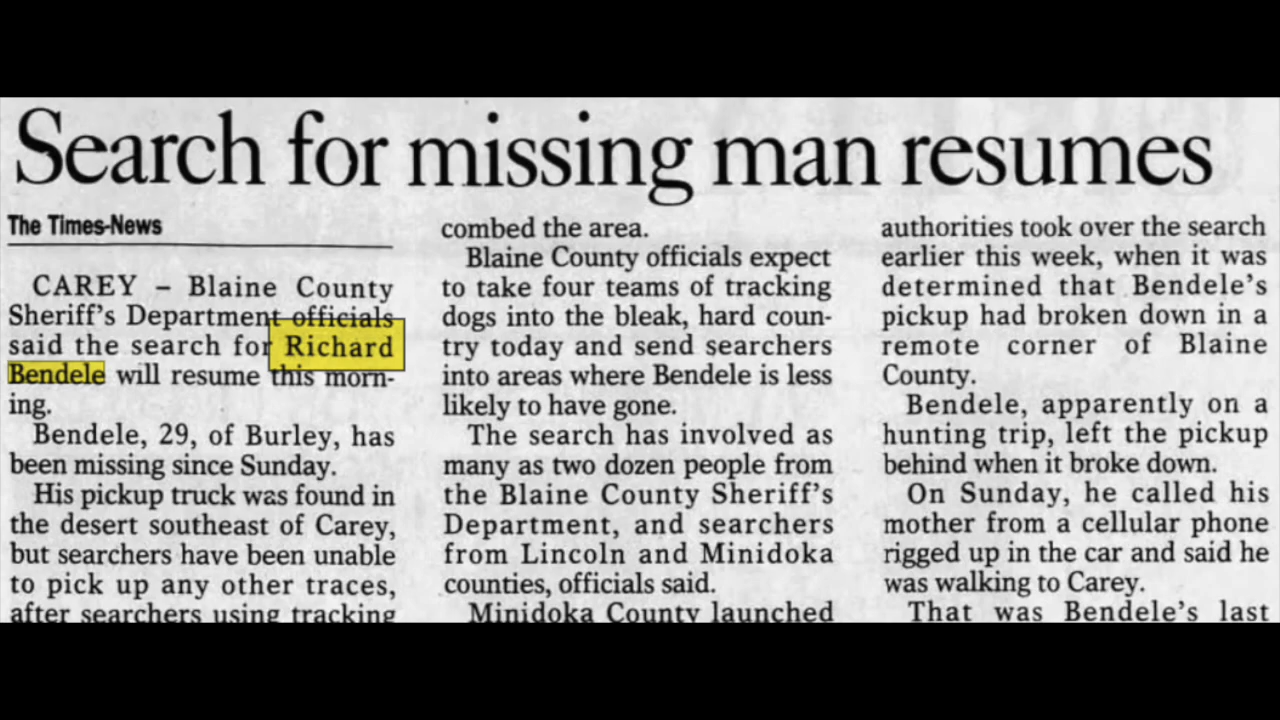 Search for missing man resumes
The Times-News
CAREY – Blaine County
Sheriff's Department officials
said the search for Richard
Bendele will resume this morn-
ing.
Bendele, 29, of Burley, has
been missing since Sunday.
His pickup truck was found in
the desert southeast of Carey,
but searchers have been unable
to pick up any other traces,
after searchers using tracking
combed the area.
Blaine County officials expect
to take four teams of tracking
dogs into the bleak, hard coun-
try today and send searchers
into areas where Bendele is less
likely to have gone.
The search has involved as
many as two dozen people from
the Blaine County Sheriff's
Department, and searchers
from Lincoln and Minidoka
counties, officials said.
Minidoka County launched
authorities took over the search
earlier this week, when it was
determined that Bendele's
pickup had broken down in a
remote corner of Blaine
County.
Bendele, apparently on a
hunting trip, left the pickup
behind when it broke down.
On Sunday, he called his
mother from a cellular phone
rigged up in the car and said he
was walking to Carey.
That was Bendele's last